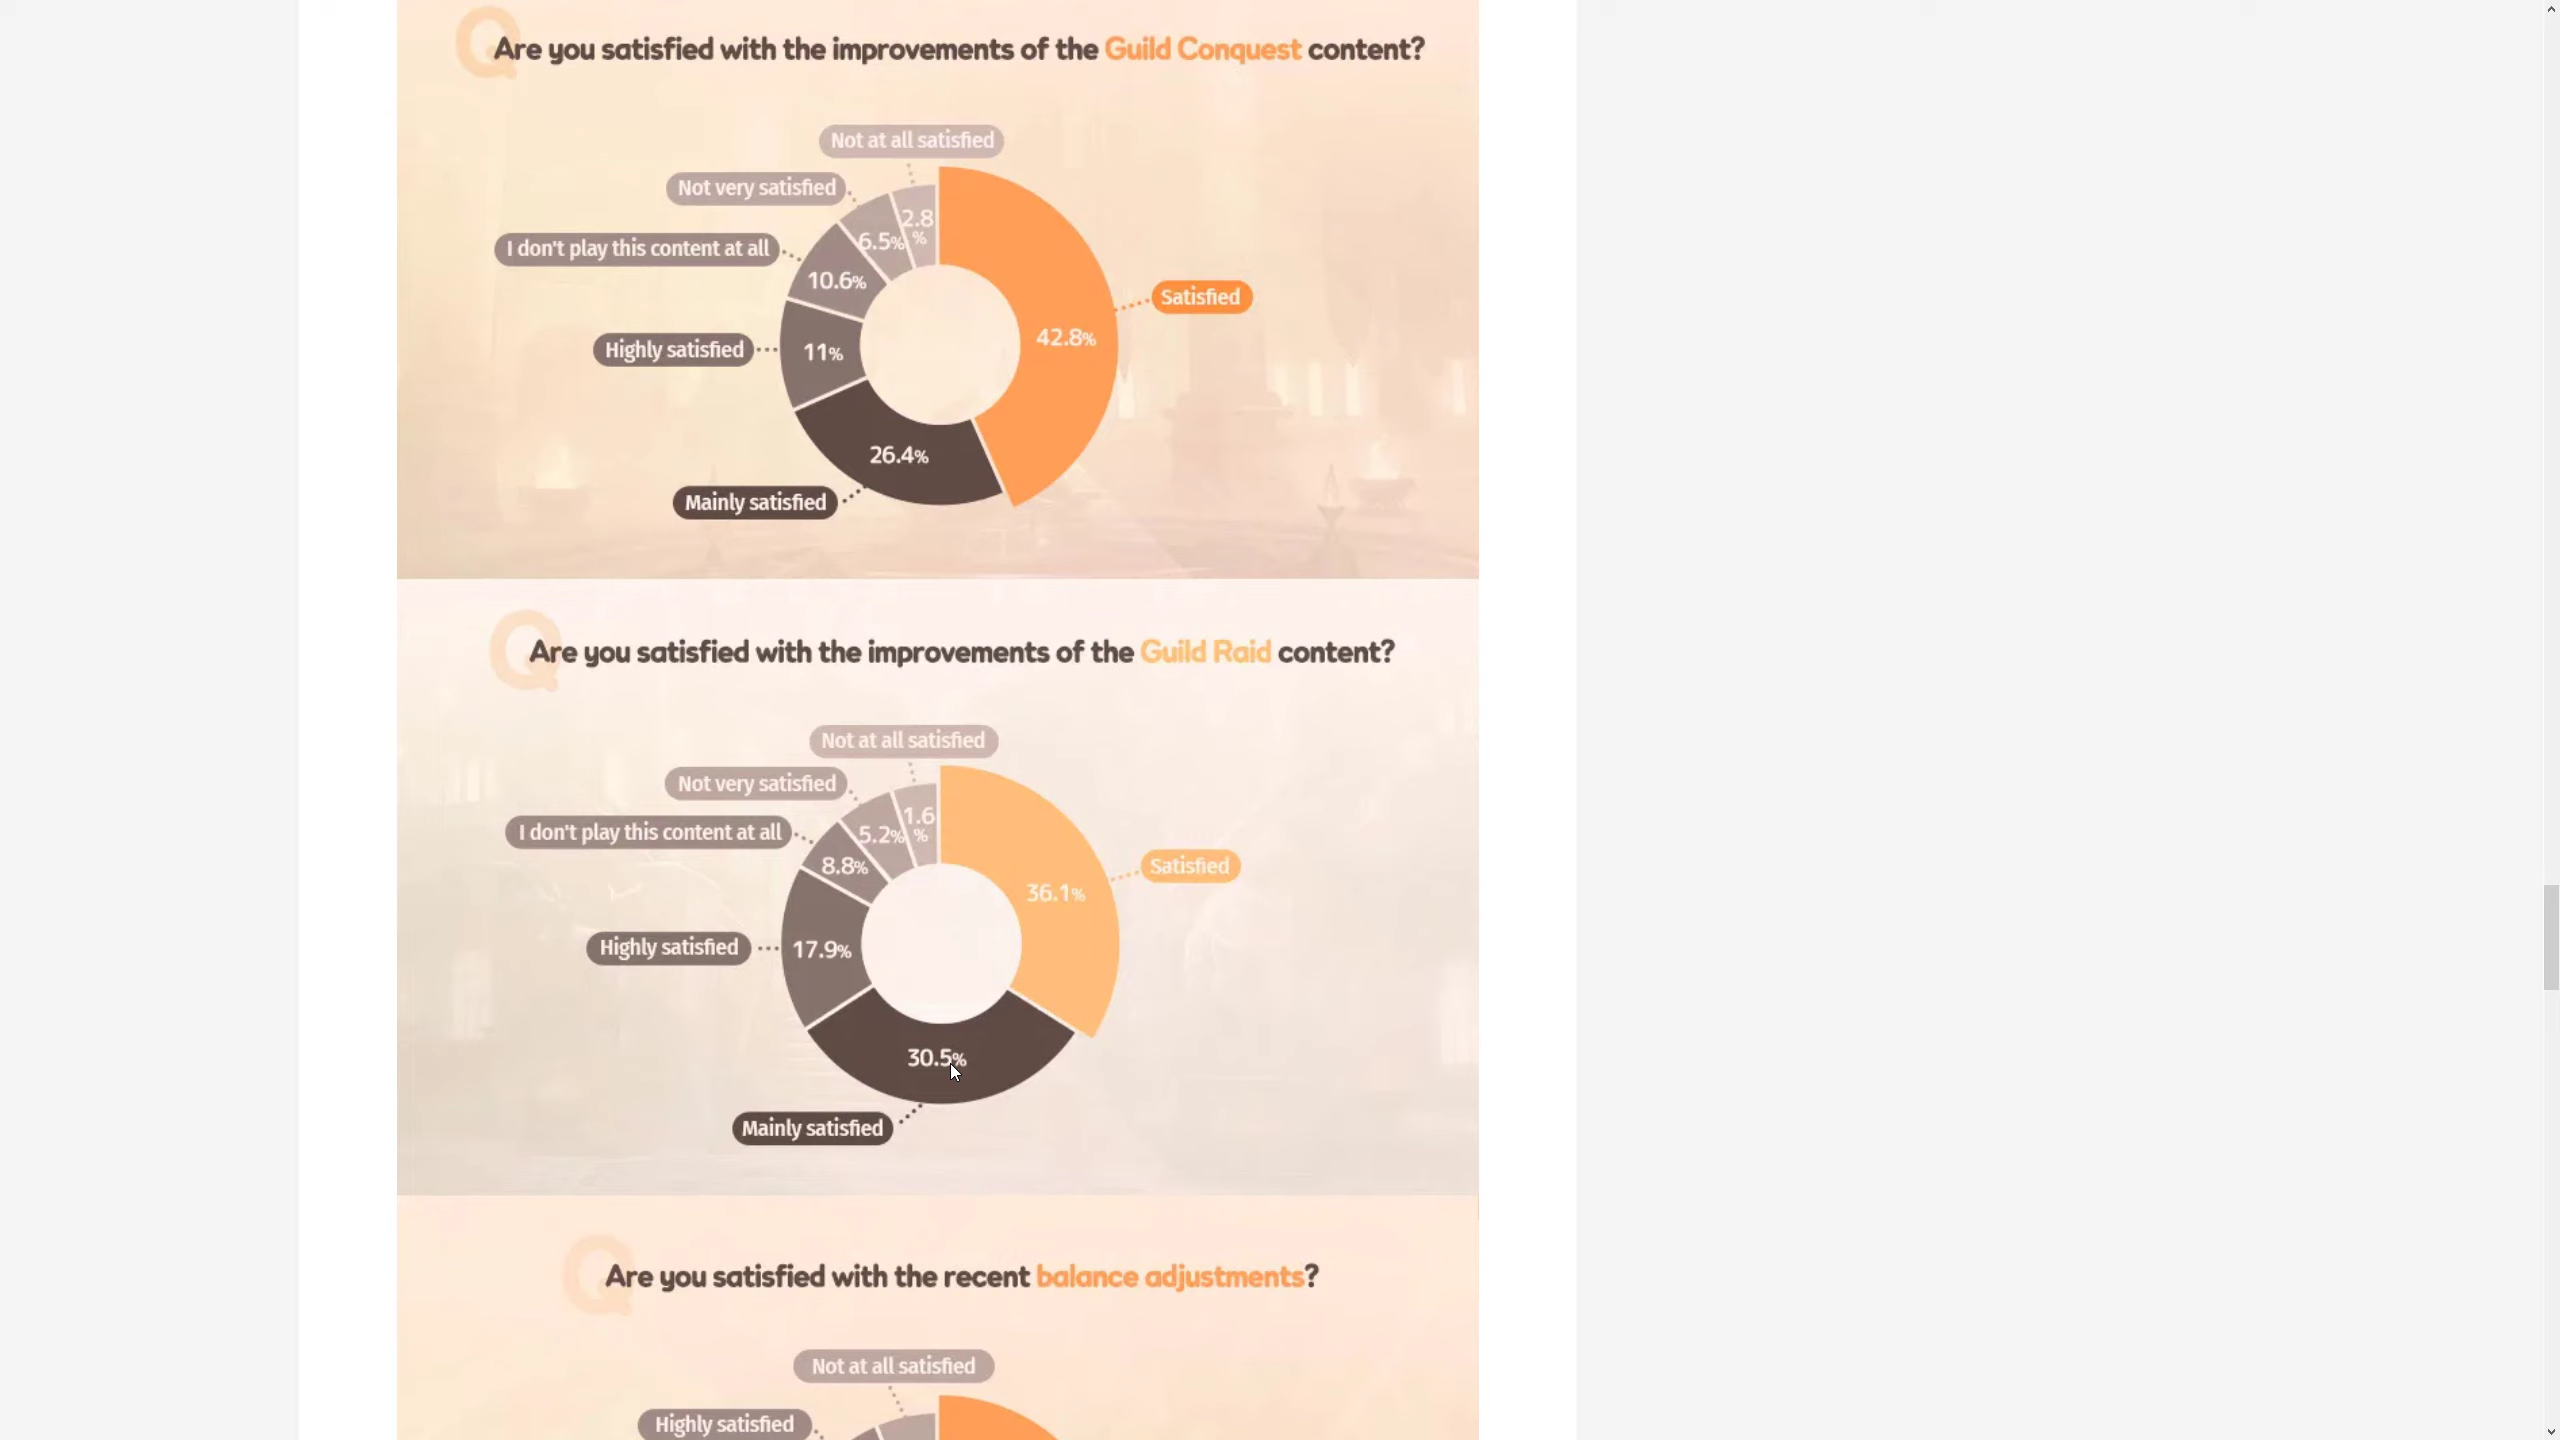 Q
Are you satisfied with the improvements of the Guild Conquest content?
Not at all satisfied
Not very satisfied
2.8
%
6.5%
I don't play this content at all
10.6%
Satisfied
42.8%
Highly satisfied
11%
26.4%
Mainly satisfied
Q
Are you satisfied with the improvements of the Guild Raid content?
Not at all satisfied
Not very satisfied
1.6
%
5.2%
I don't play this content at all
8.8%
Satisfied
36.1%
Highly satisfied
17.9%
30.5%
Mainly satisfied
Q
Are you satisfied with the recent balance adjustments?
Not at all satisfied
Highly satisfied